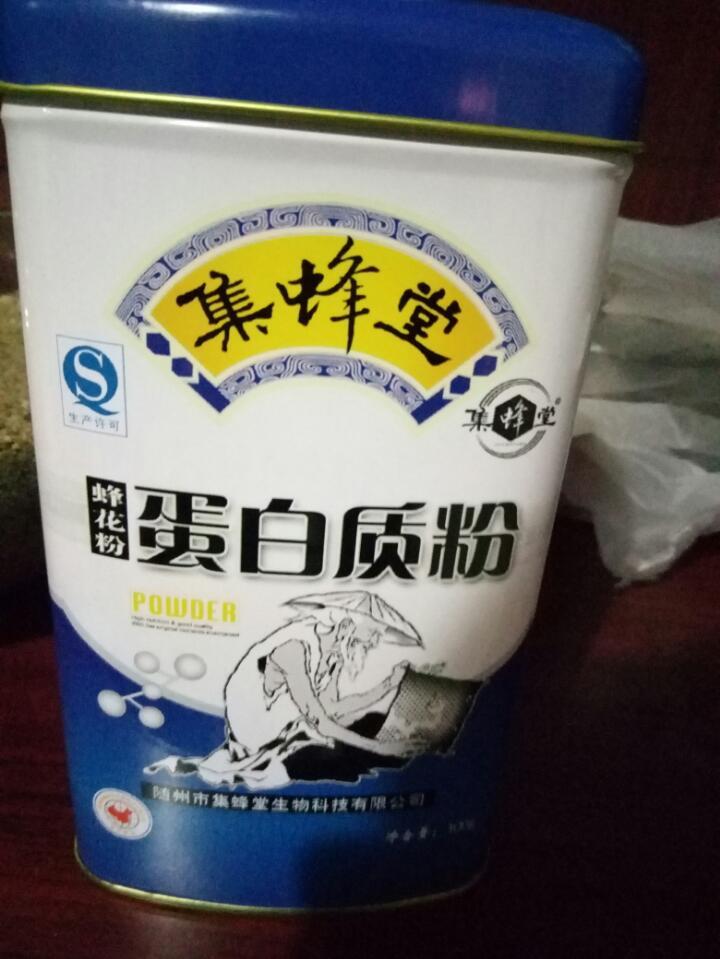 集蜂堂
生产许可
集蜂堂®
蜂花粉
蛋白质粉
POWDER
随州市集蜂堂生物科技有限公司
净含量：